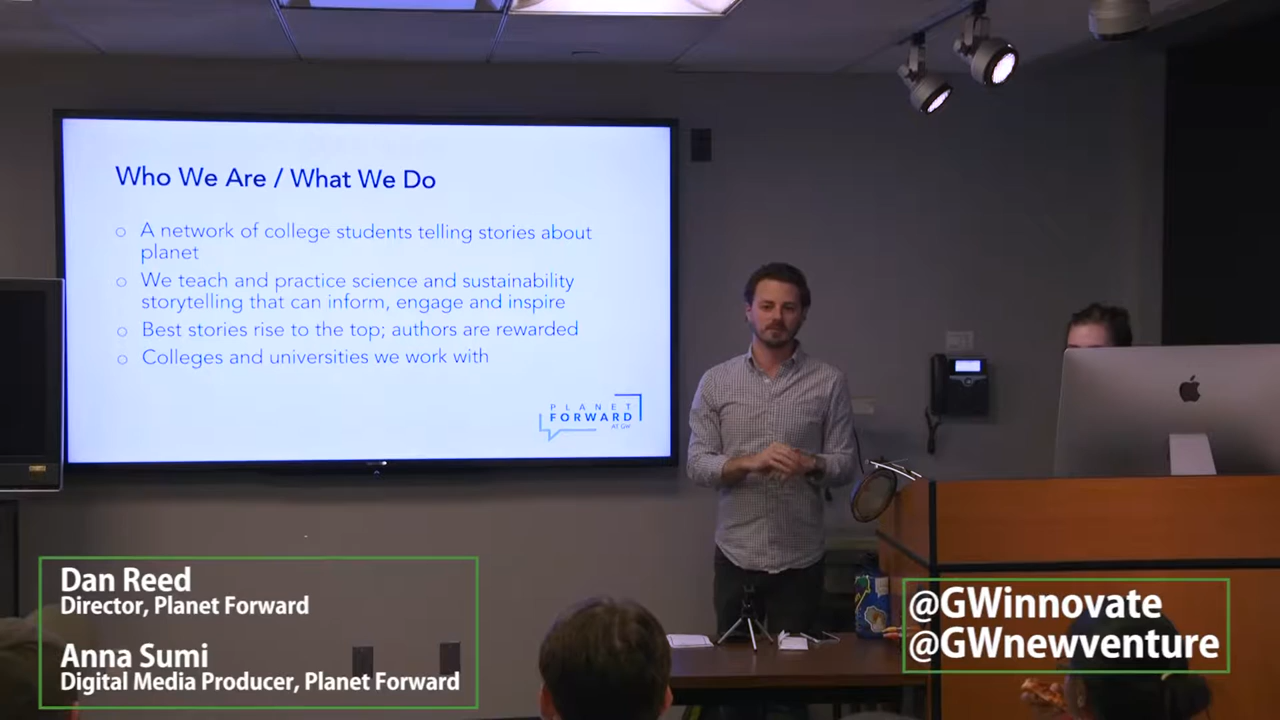 Who We Are / What We Do
A network of college students telling stories about
planet
We teach and practice science and sustainability
storytelling that can inform, engage and inspire
Best stories rise to the top; authors are rewarded
Colleges and universities we work with
PLANET
FORWARD
AT GW
Dan Reed
Director, Planet Forward
Anna Sumi
Digital Media Producer, Planet Forward
@GWinnovate
@GWnewventure